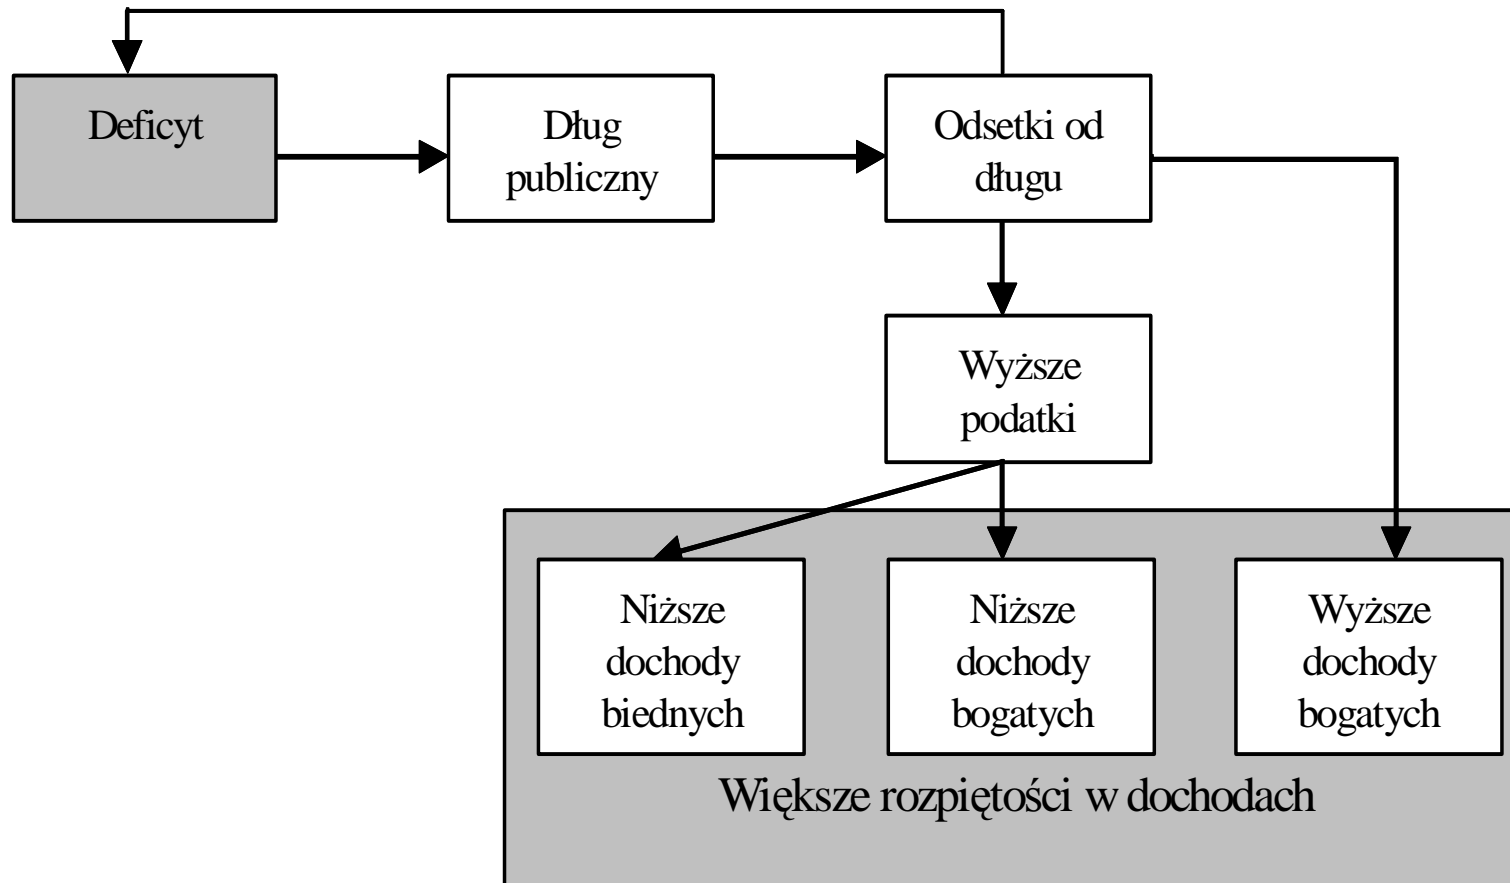 Deficyt
Dług
publiczny
Odsetki od
długu
Wyższe
podatki
Niższe
dochody
biednych
Niższe
dochody
bogatych
Wyższe
dochody
bogatych
Większe rozpiętości w dochodach